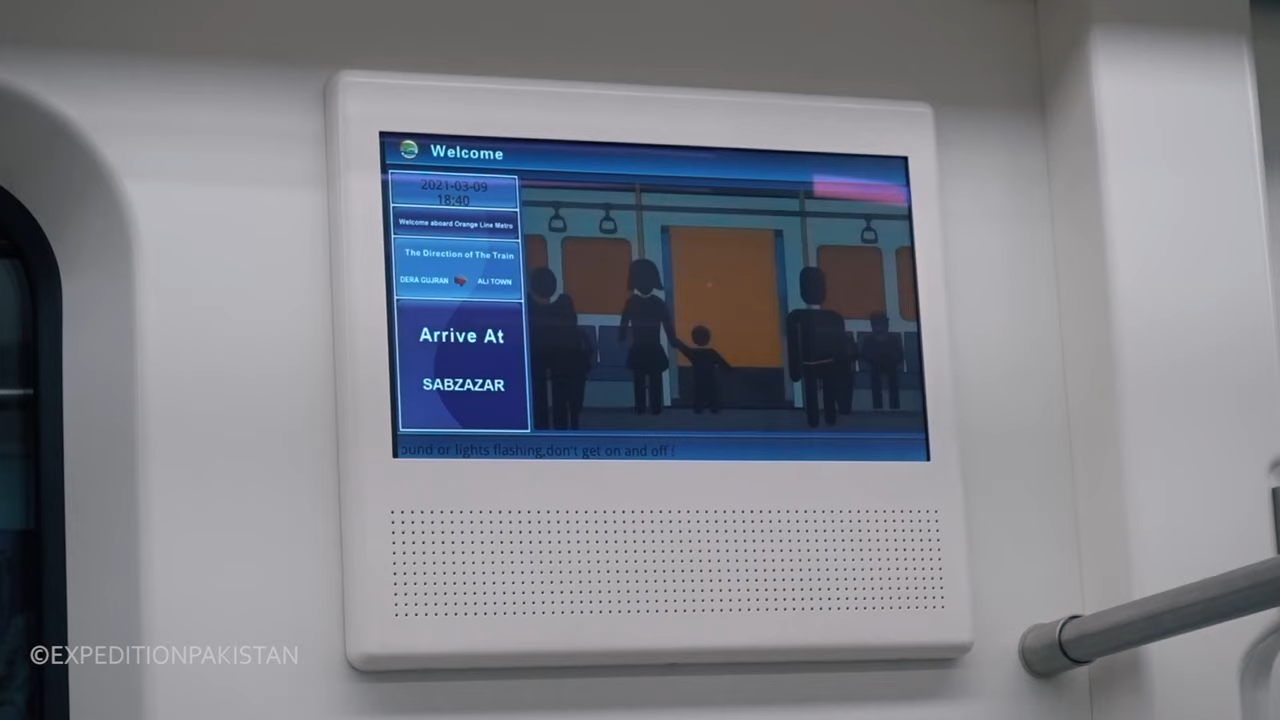 Welcome
2021-03-09
18:40
Welcome aboard Orange Line Metro
The Direction of The Train
DERA GUJRAN ALI TOWN
Arrive At
SABZAZAR
ound or lights flashing,don't get on and off !
©EXPEDITIONPAKISTAN